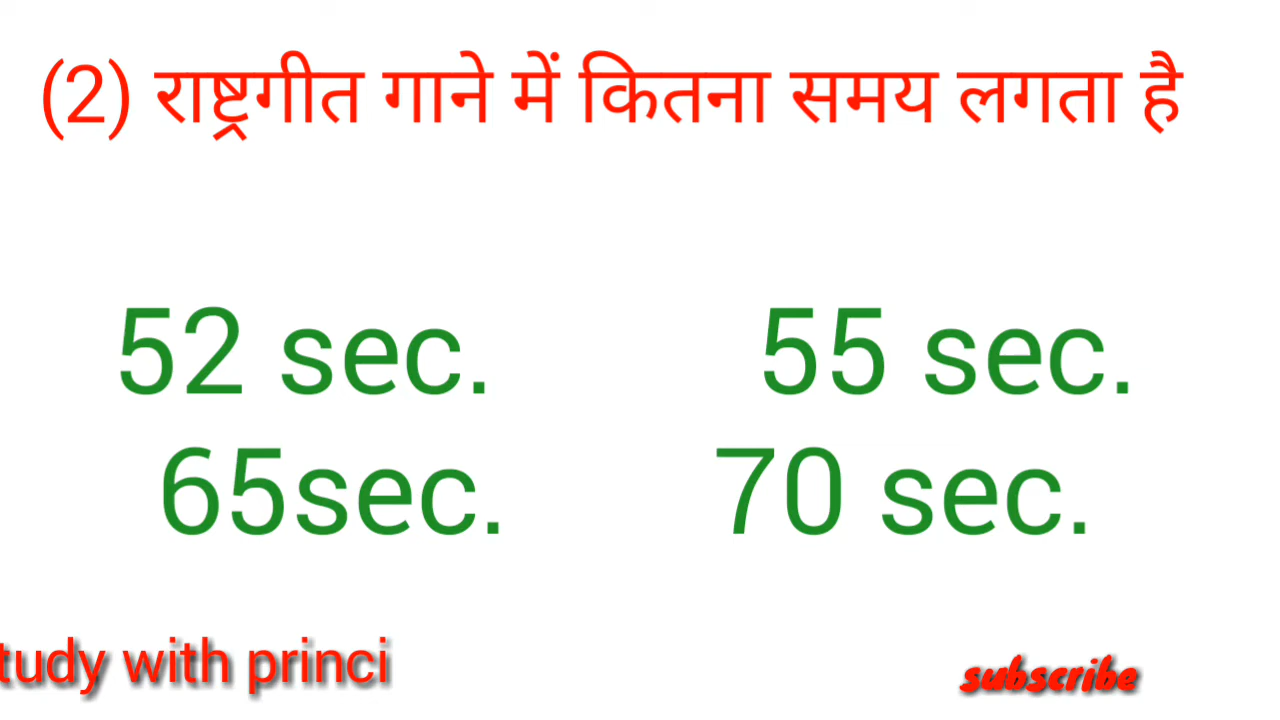 (2) राष्ट्रगीत गाने में कितना समय लगता है
52 sec. 55 sec.
65sec. 70 sec.
tudy with princi
subscribe